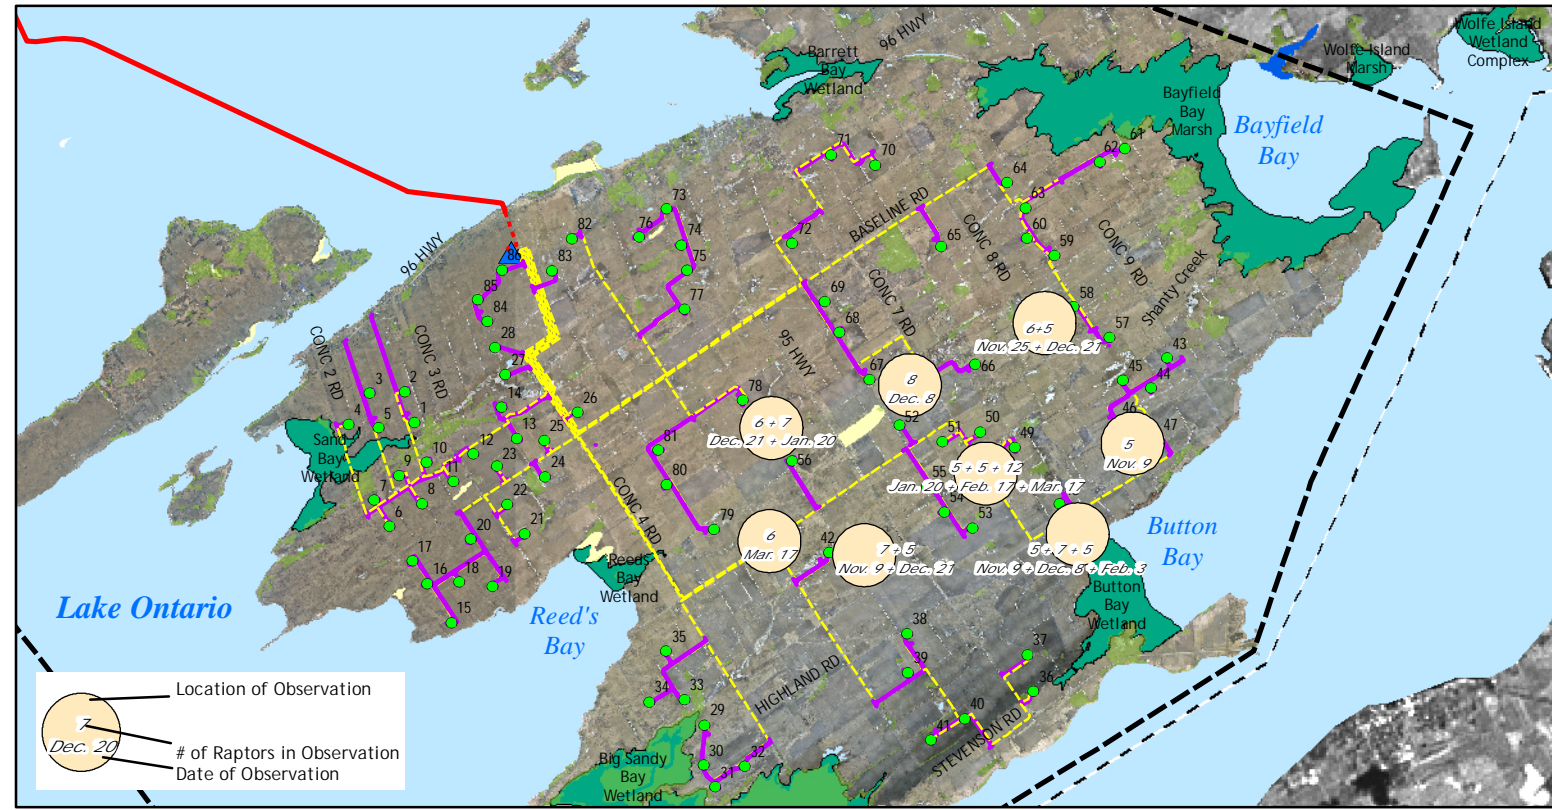 96 HWY
Barrett
Bay
Wetland
Wolfe Island
Wetland
Complex
Wolfe Island
Marsh
Bayfield
Bay
Marsh
Bayfield
Bay
71
70
61
62
64
63
60
59
73
76
74
75
77
72
82
83
BASELINE RD
65
CONC 8 RD
CONC 9 RD
Shanty Creek
96 HWY
86
85
84
28
27
69
68
67
CONC 7 RD
58
57
6+5
Nov. 25 + Dec. 21
66
43
45
44
46
47
5
Nov. 9
CONC 2 RD
CONC 3 RD
3
2
4
5
1
14
13
26
25
78
95 HWY
8
Dec. 8
6 + 7
Dec. 21 + Jan. 20
52
51
50
49
Sand
Bay
Wetland
10
12
9
11
23
24
7
8
6
22
21
20
81
80
79
56
55
54
53
5 + 5 + 12
Jan. 20 + Feb. 17 + Mar. 17
CONC 4 RD
6
Mar. 17
42
7 + 5
Nov. 9 + Dec. 21
5 + 7 + 5
Nov. 9 + Dec. 8 + Feb. 3
Button
Bay
Button
Bay
Wetland
17
16
18
19
15
Reeds
Bay
Wetland
Reed's
Bay
Lake Ontario
35
34
33
38
39
37
36
HIGHLAND RD
40
41
STEVENSON RD
29
30
31
32
Big Sandy
Bay
Wetland
Location of Observation
7
Dec. 20
# of Raptors in Observation
Date of Observation